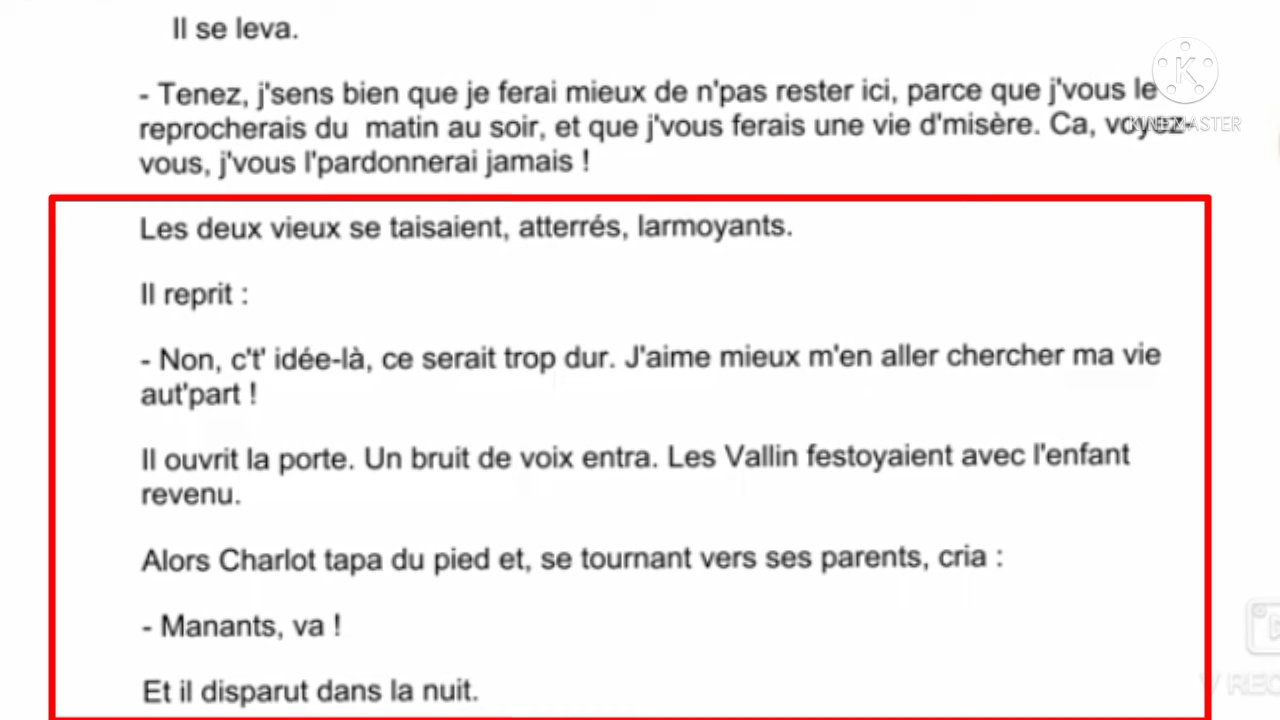 Il se leva.
- Tenez, j'sens bien que je ferai mieux de n'pas rester ici, parce que j'vous le
reprocherais du matin au soir, et que j'vous ferais une vie d'misère. Ca, voyez-
vous, j'vous l'pardonnerai jamais !
Les deux vieux se taisaient, atterrés, larmoyants.
Il reprit :
- Non, c't' idée-là, ce serait trop dur. J'aime mieux m'en aller chercher ma vie
aut'part !
Il ouvrit la porte. Un bruit de voix entra. Les Vallin festoyaient avec l'enfant
revenu.
Alors Charlot tapa du pied et, se tournant vers ses parents, cria :
- Manants, va !
Et il disparut dans la nuit.
K
KINEMASTER
V REC